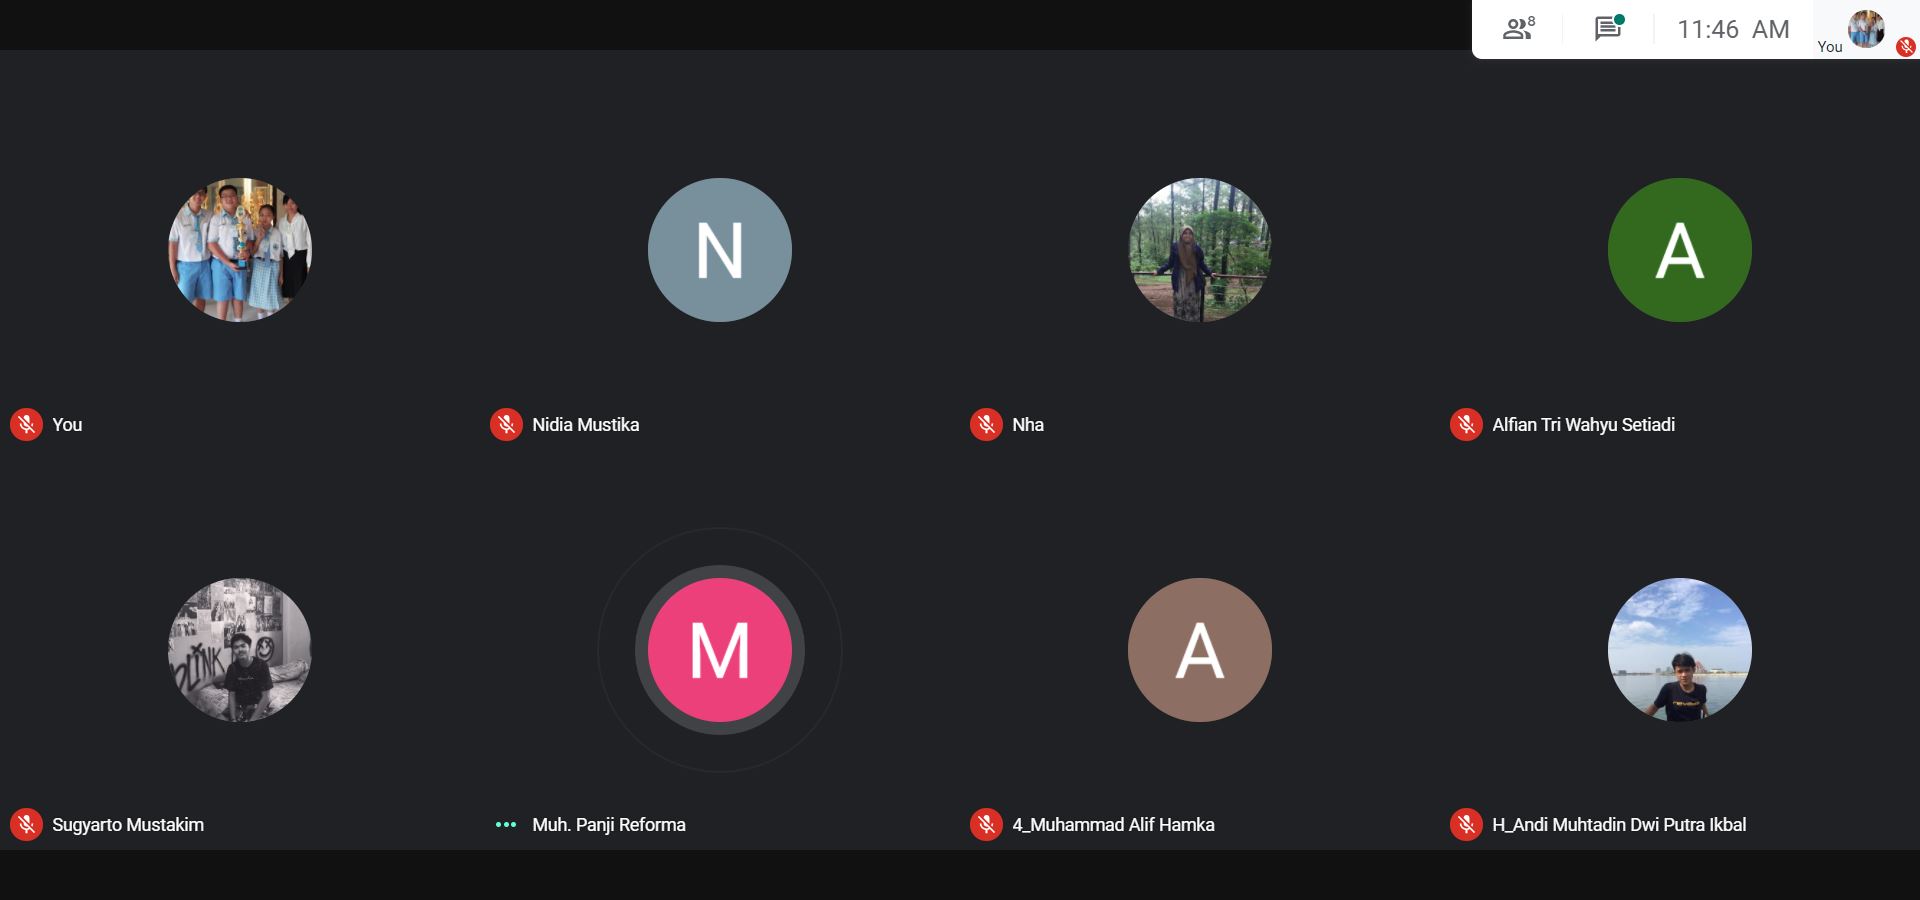 8
11:46 AM
You
N
A
You
Nidia Mustika
Nha
Alfian Tri Wahyu Setiadi
BLINK
M
A
Sugyarto Mustakim
Muh. Panji Reforma
4_Muhammad Alif Hamka
H_Andi Muhtadin Dwi Putra Ikbal